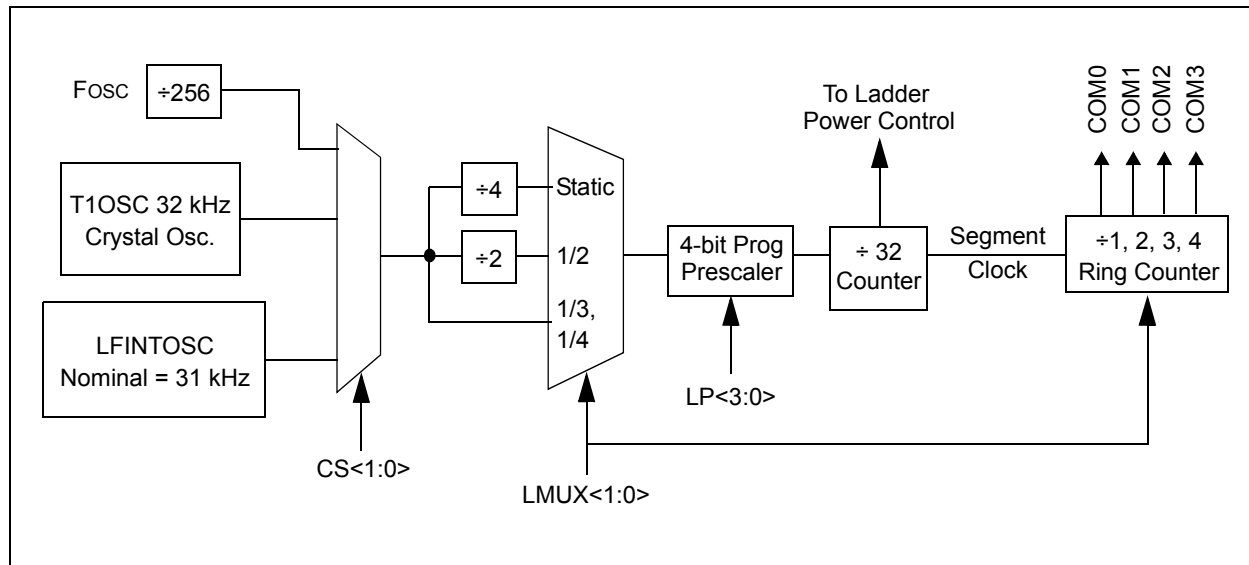 FOSC
÷256
T1OSC 32 kHz
Crystal Osc.
LFINTOSC
Nominal = 31 kHz
CS<1:0>
÷4
÷2
Static
1/2
1/3,
1/4
LMUX<1:0>
4-bit Prog
Prescaler
LP<3:0>
To Ladder
Power Control
÷ 32
Counter
Segment
Clock
COM0
COM1
COM2
COM3
÷1, 2, 3, 4
Ring Counter